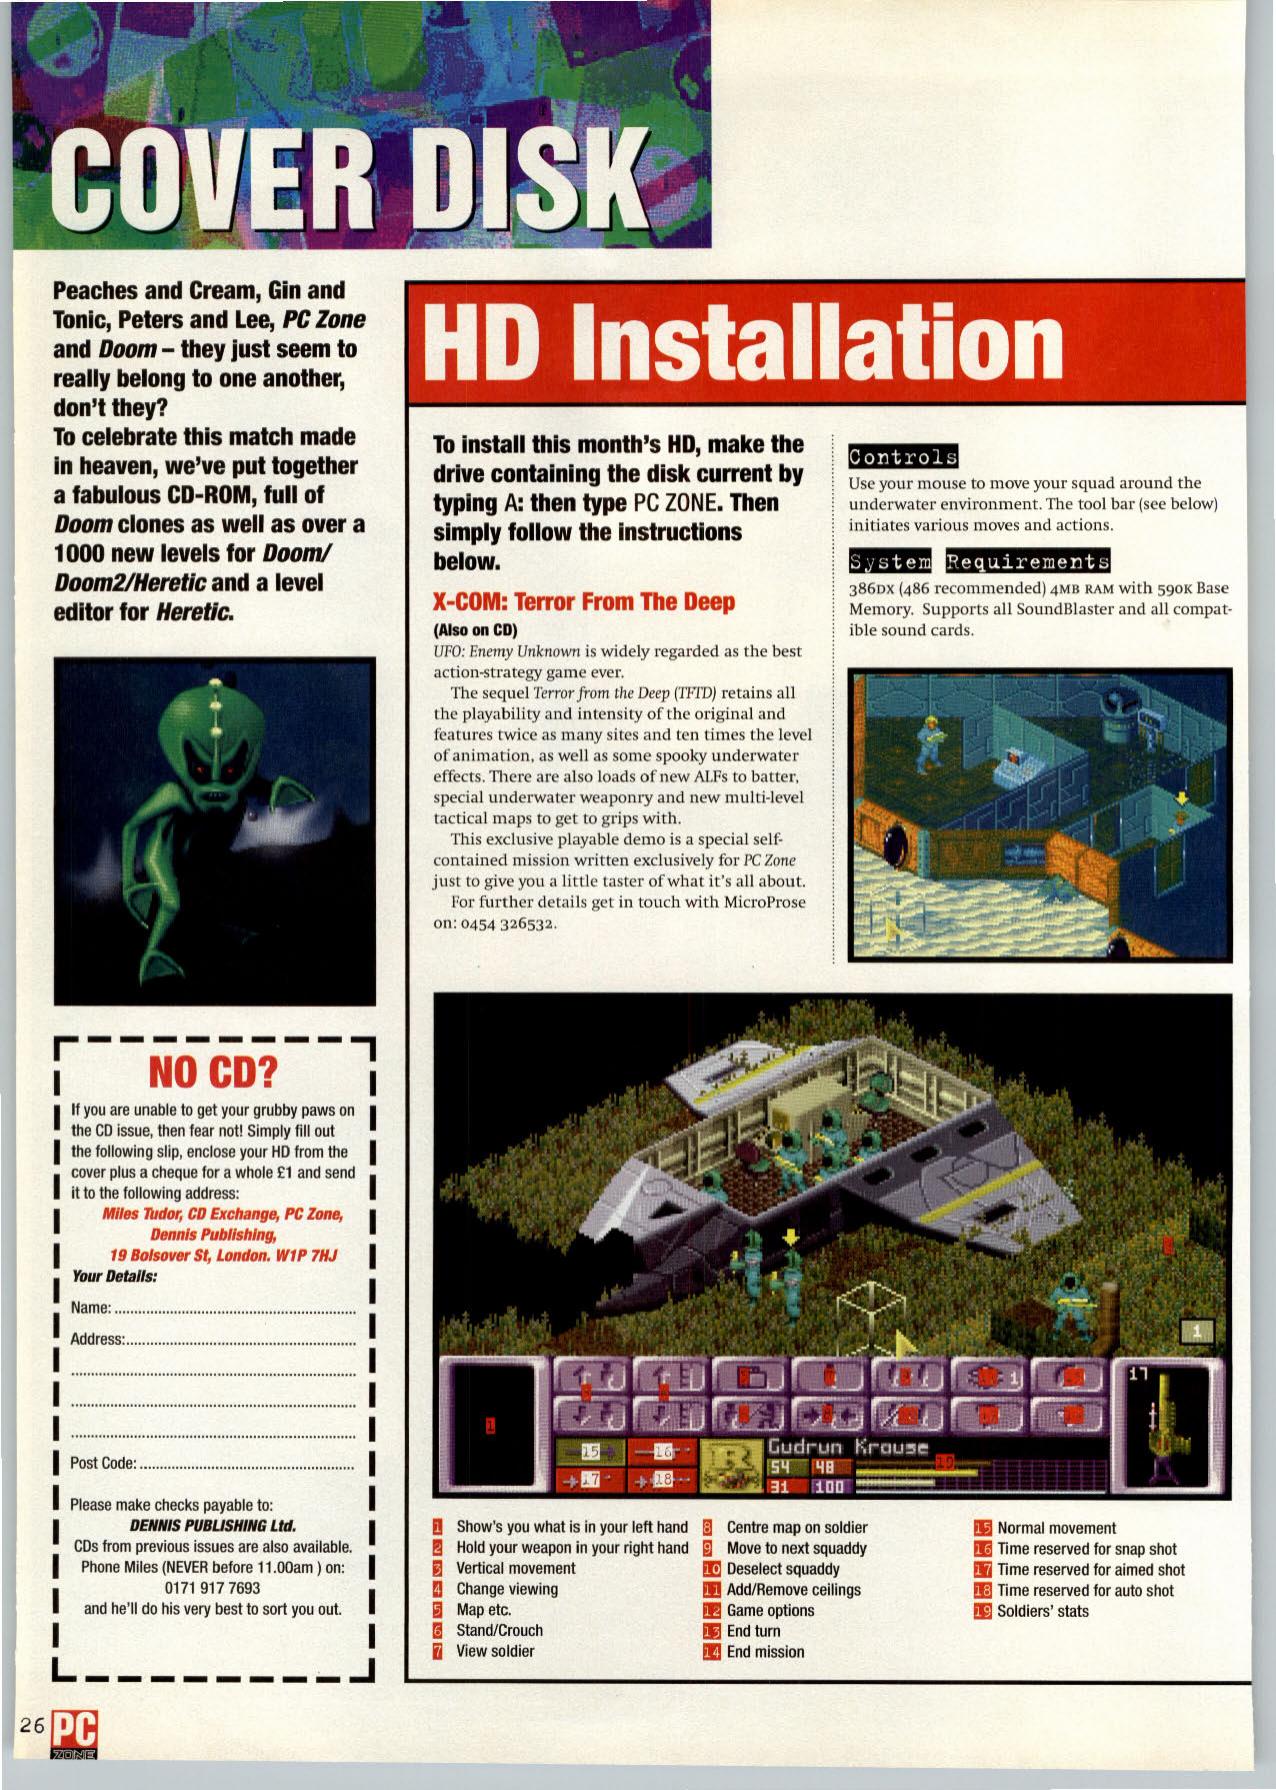 COVER DISK
Peaches and Cream, Gin and
Tonic, Peters and Lee, PC Zone
and Doom – they just seem to
really belong to one another,
don't they?
To celebrate this match made
in heaven, we've put together
a fabulous CD-ROM, full of
Doom clones as well as over a
1000 new levels for Doom/
Doom2/Heretic and a level
editor for Heretic.
NO CD?
If you are unable to get your grubby paws on
the CD issue, then fear not! Simply fill out
the following slip, enclose your HD from the
cover plus a cheque for a whole £1 and send
it to the following address:
Miles Tudor, CD Exchange, PC Zone,
Dennis Publishing,
19 Bolsover St, London. W1P 7HJ
Your Details:
Name:
Address:
Post Code:
Please make checks payable to:
DENNIS PUBLISHING Ltd.
CDs from previous issues are also available.
Phone Miles (NEVER before 11.00am ) on:
0171 917 7693
and he'll do his very best to sort you out.
HD Installation
To install this month's HD, make the
drive containing the disk current by
typing A: then type PC ZONE. Then
simply follow the instructions
below.
X-COM: Terror From The Deep
(Also on CD)
UFO: Enemy Unknown is widely regarded as the best
action-strategy game ever.
The sequel Terror from the Deep (TFTD) retains all
the playability and intensity of the original and
features twice as many sites and ten times the level
of animation, as well as some spooky underwater
effects. There are also loads of new ALFs to batter,
special underwater weaponry and new multi-level
tactical maps to get to grips with.
This exclusive playable demo is a special self-
contained mission written exclusively for PC Zone
just to give you a little taster of what it's all about.
For further details get in touch with MicroProse
on: 0454 326532.
Controls
Use your mouse to move your squad around the
underwater environment. The tool bar (see below)
initiates various moves and actions.
System Requirements
386DX (486 recommended) 4MB RAM with 590K Base
Memory. Supports all SoundBlaster and all compat-
ible sound cards.
1
1
1
17
15
16
17
18
R
Gudrun Krause
54 48
31 100
19
1 Show's you what is in your left hand
2 Hold your weapon in your right hand
3 Vertical movement
4 Change viewing
5 Map etc.
6 Stand/Crouch
7 View soldier
8 Centre map on soldier
9 Move to next squaddy
10 Deselect squaddy
11 Add/Remove ceilings
12 Game options
13 End turn
14 End mission
15 Normal movement
16 Time reserved for snap shot
17 Time reserved for aimed shot
18 Time reserved for auto shot
19 Soldiers' stats
26 PC
ZONE